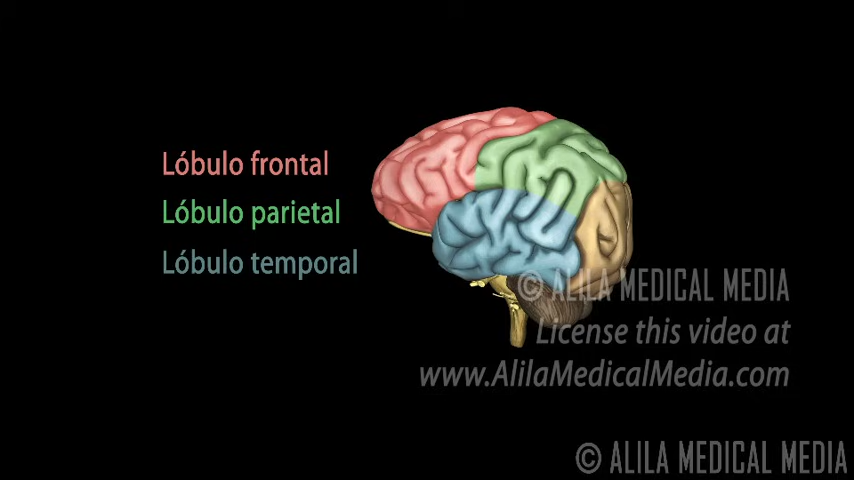 Lóbulo frontal
Lóbulo parietal
Lóbulo temporal
© ALILA MEDICAL MEDIA
License this video at
www.AlilaMedicalMedia.com
© ALILA MEDICAL MEDIA